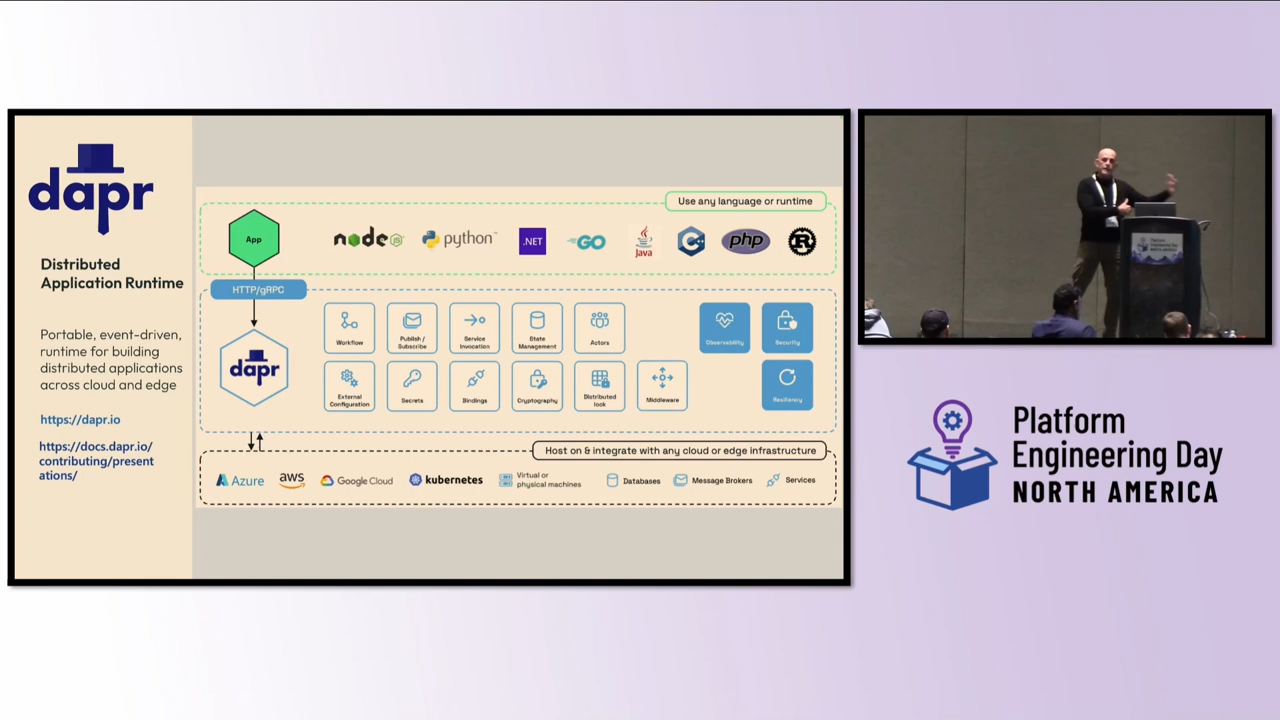 dapr
Distributed
Application Runtime
Portable, event-driven,
runtime for building
distributed applications
across cloud and edge
https://dapr.io
https://docs.dapr.io/
contributing/present
ations/
Use any language or runtime
App
node JS
python
.NET
GO
Java
C++
php
R
HTTP/gRPC
dapr
Workflow
Publish /
Subscribe
Service
Invocation
State
Management
Actors
Observability
Security
External
Configuration
Secrets
Bindings
Cryptography
Distributed
lock
Middleware
Resiliency
Host on & integrate with any cloud or edge infrastructure
Azure
aws
Google Cloud
kubernetes
Virtual or
physical machines
Databases
Message Brokers
Services
Platform
Engineering Day
NORTH AMERICA